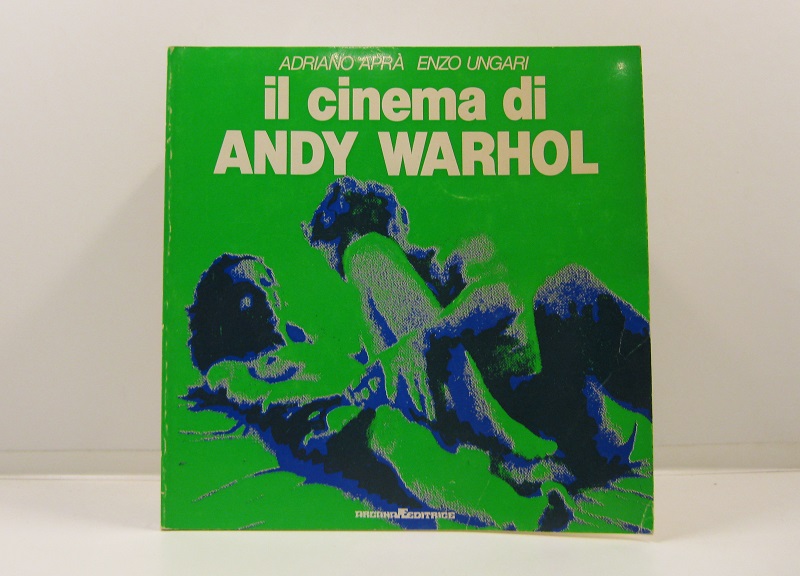 ADRIANO APRÀ ENZO UNGARI
il cinema di
ANDY WARHOL
ARCANA EDITRICE